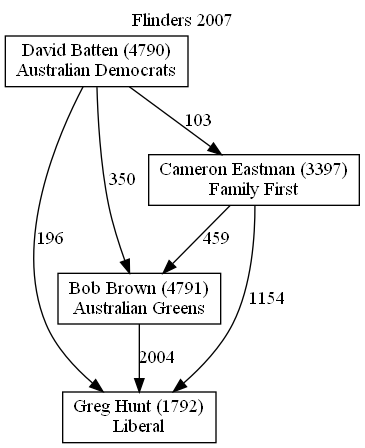 Flinders 2007
David Batten (4790)
Australian Democrats
103
Cameron Eastman (3397)
Family First
350
196
459
Bob Brown (4791)
Australian Greens
1154
2004
Greg Hunt (1792)
Liberal